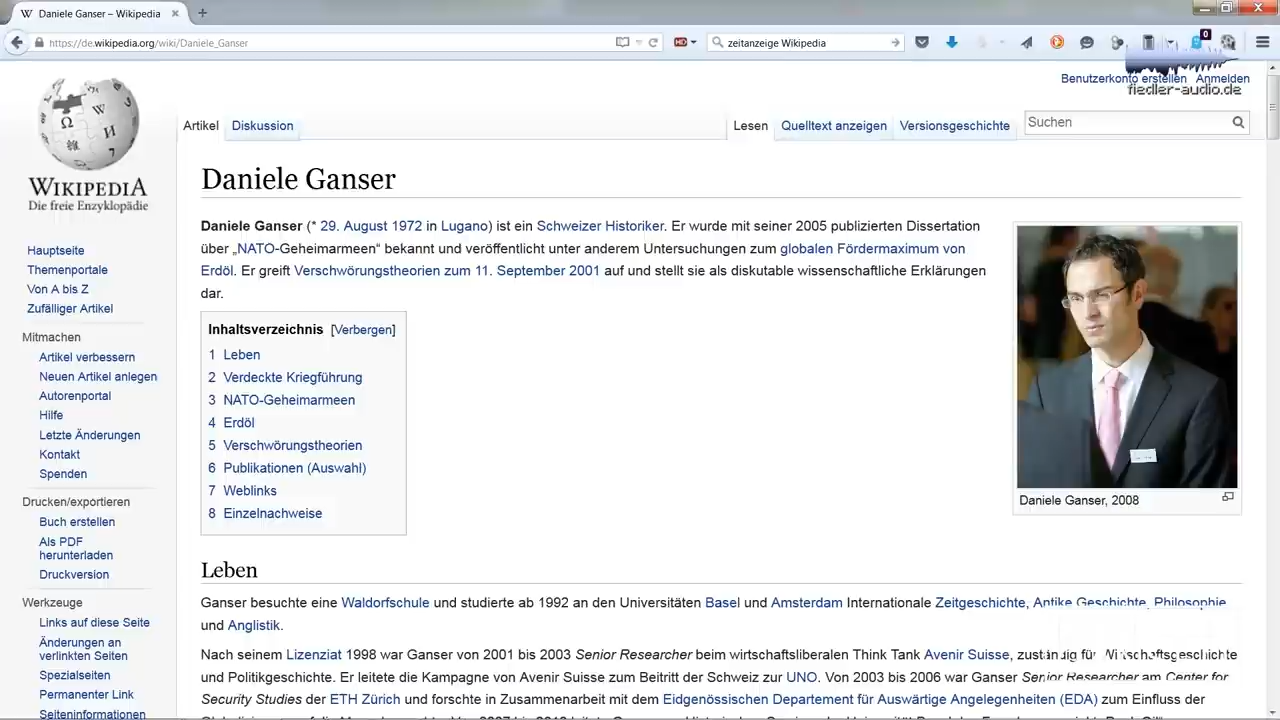 Daniele Ganser – Wikipedia
https://de.wikipedia.org/wiki/Daniele_Ganser
zeitanzeige Wikipedia
0
Benutzerkonto erstellen Anmelden
fiedler-audio.de
Artikel Diskussion Lesen Quelltext anzeigen Versionsgeschichte Suchen
WIKIPEDIA
Die freie Enzyklopädie
Hauptseite
Themenportale
Von A bis Z
Zufälliger Artikel
Mitmachen
Artikel verbessern
Neuen Artikel anlegen
Autorenportal
Hilfe
Letzte Änderungen
Kontakt
Spenden
Drucken/exportieren
Buch erstellen
Als PDF
herunterladen
Druckversion
Werkzeuge
Links auf diese Seite
Änderungen an
verlinkten Seiten
Spezialseiten
Permanenter Link
Seiteninformationen
Daniele Ganser
Daniele Ganser (* 29. August 1972 in Lugano) ist ein Schweizer Historiker. Er wurde mit seiner 2005 publizierten Dissertation
über „NATO-Geheimarmeen“ bekannt und veröffentlicht unter anderem Untersuchungen zum globalen Fördermaximum von
Erdöl. Er greift Verschwörungstheorien zum 11. September 2001 auf und stellt sie als diskutable wissenschaftliche Erklärungen
dar.
Inhaltsverzeichnis [Verbergen]
1 Leben
2 Verdeckte Kriegführung
3 NATO-Geheimarmeen
4 Erdöl
5 Verschwörungstheorien
6 Publikationen (Auswahl)
7 Weblinks
8 Einzelnachweise
Daniele Ganser, 2008
Leben
Ganser besuchte eine Waldorfschule und studierte ab 1992 an den Universitäten Basel und Amsterdam Internationale Zeitgeschichte, Antike Geschichte, Philosophie
und Anglistik.
Nach seinem Lizenziat 1998 war Ganser von 2001 bis 2003 Senior Researcher beim wirtschaftsliberalen Think Tank Avenir Suisse, zuständig für Wirtschaftsgeschichte
und Politikgeschichte. Er leitete die Kampagne von Avenir Suisse zum Beitritt der Schweiz zur UNO. Von 2003 bis 2006 war Ganser Senior Researcher am Center for
Security Studies der ETH Zürich und forschte in Zusammenarbeit mit dem Eidgenössischen Departement für Auswärtige Angelegenheiten (EDA) zum Einfluss der